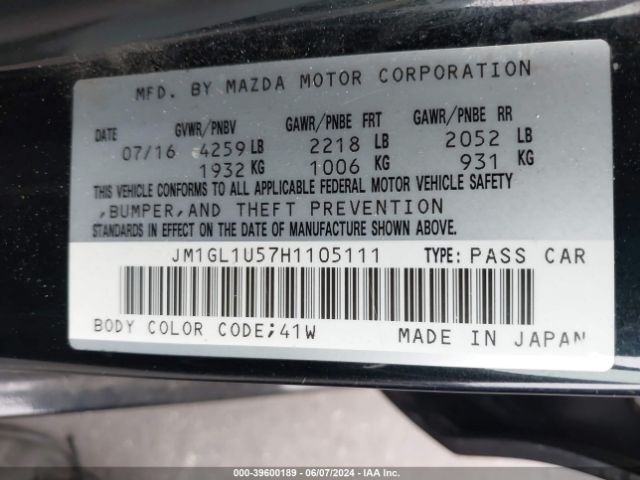 MFD. BY MAZDA MOTOR CORPORATION
DATE GVWR/PNBV GAWR/PNBE FRT GAWR/PNBE RR
07/16 4259 LB 2218 LB 2052 LB
1932 KG 1006 KG 931 KG
THIS VEHICLE CONFORMS TO ALL APPLICABLE FEDERAL MOTOR VEHICLE SAFETY
,BUMPER,AND THEFT PREVENTION
STANDARDS IN EFFECT ON THE DATE OF MANUFACTURE SHOWN ABOVE.
JM1GL1U57H1105111 TYPE: PASS CAR
BODY COLOR CODE;41W MADE IN JAPAN
000-39600189 - 06/07/2024 - IAA Inc.